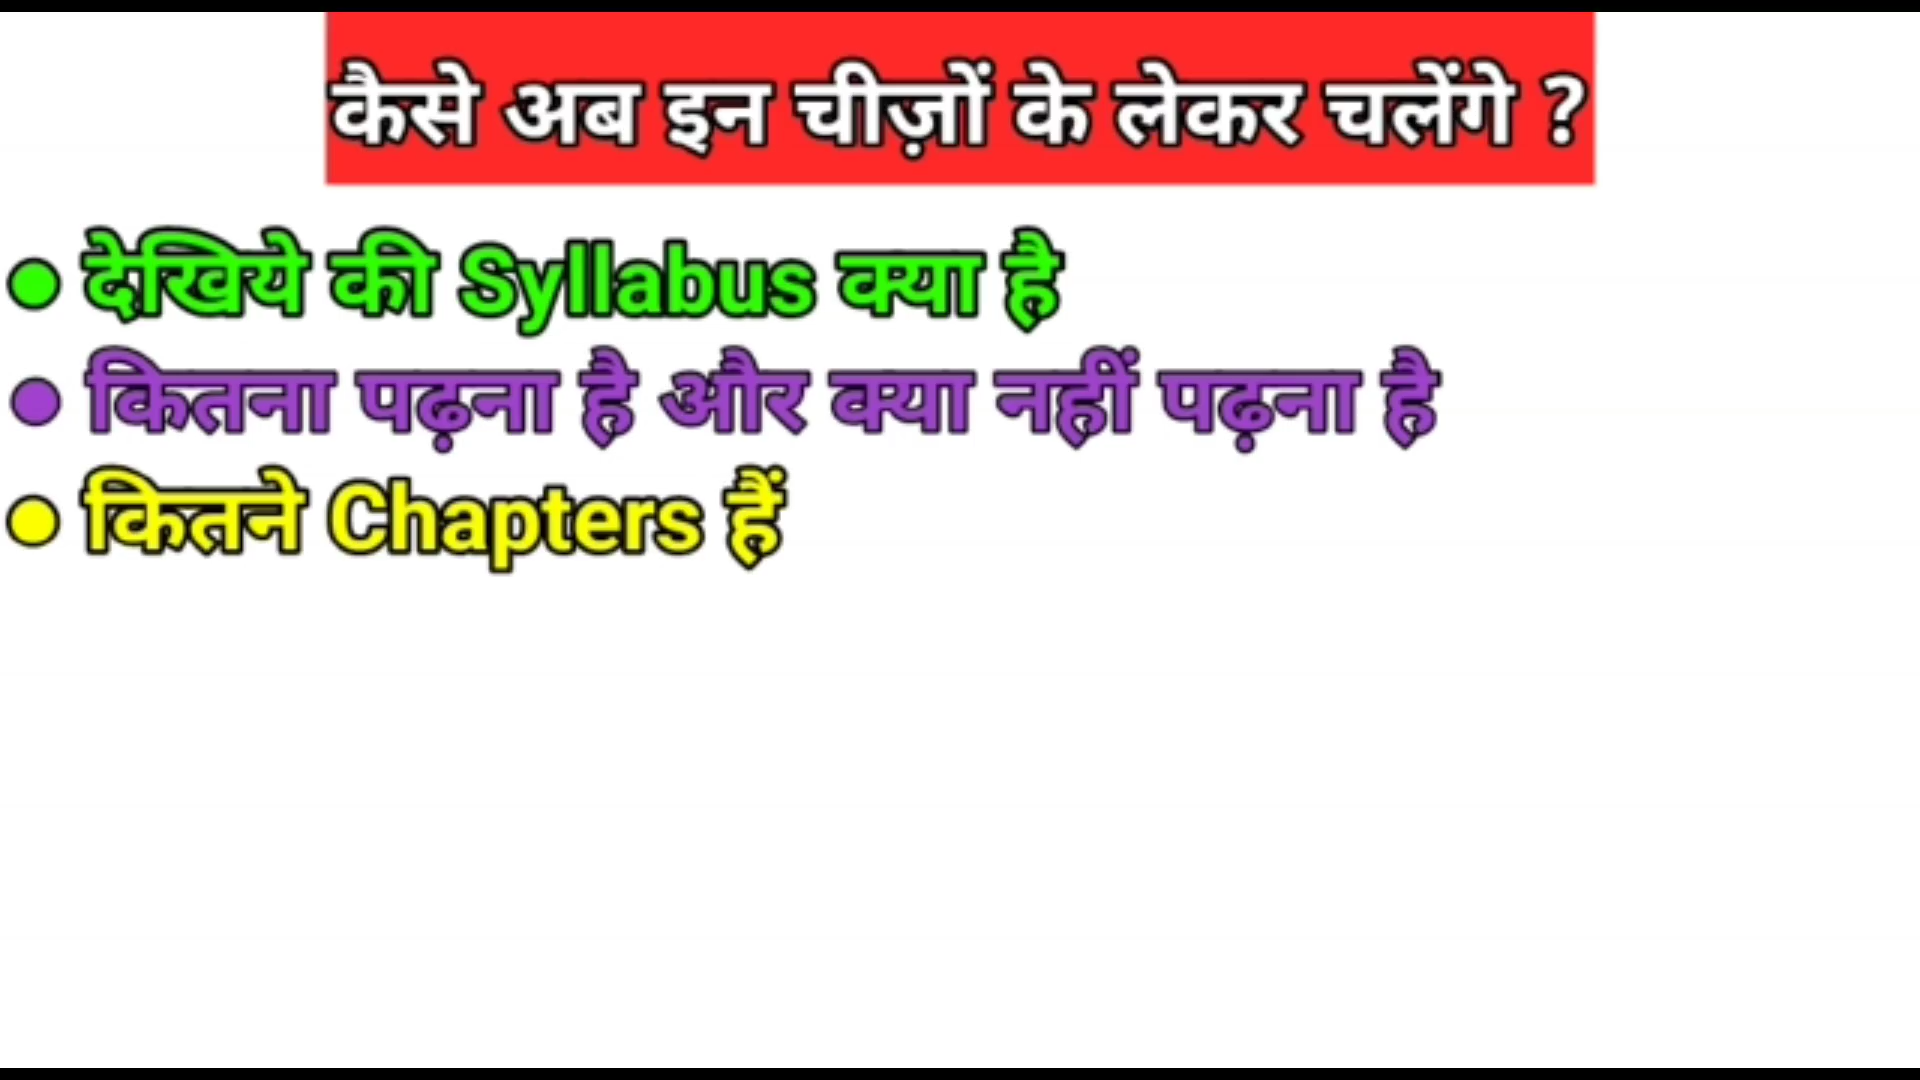 कैसे अब इन चीज़ों के लेकर चलेंगे ?
● देखिये की Syllabus क्या है
● कितना पढ़ना है और क्या नहीं पढ़ना है
● कितने Chapters हैं